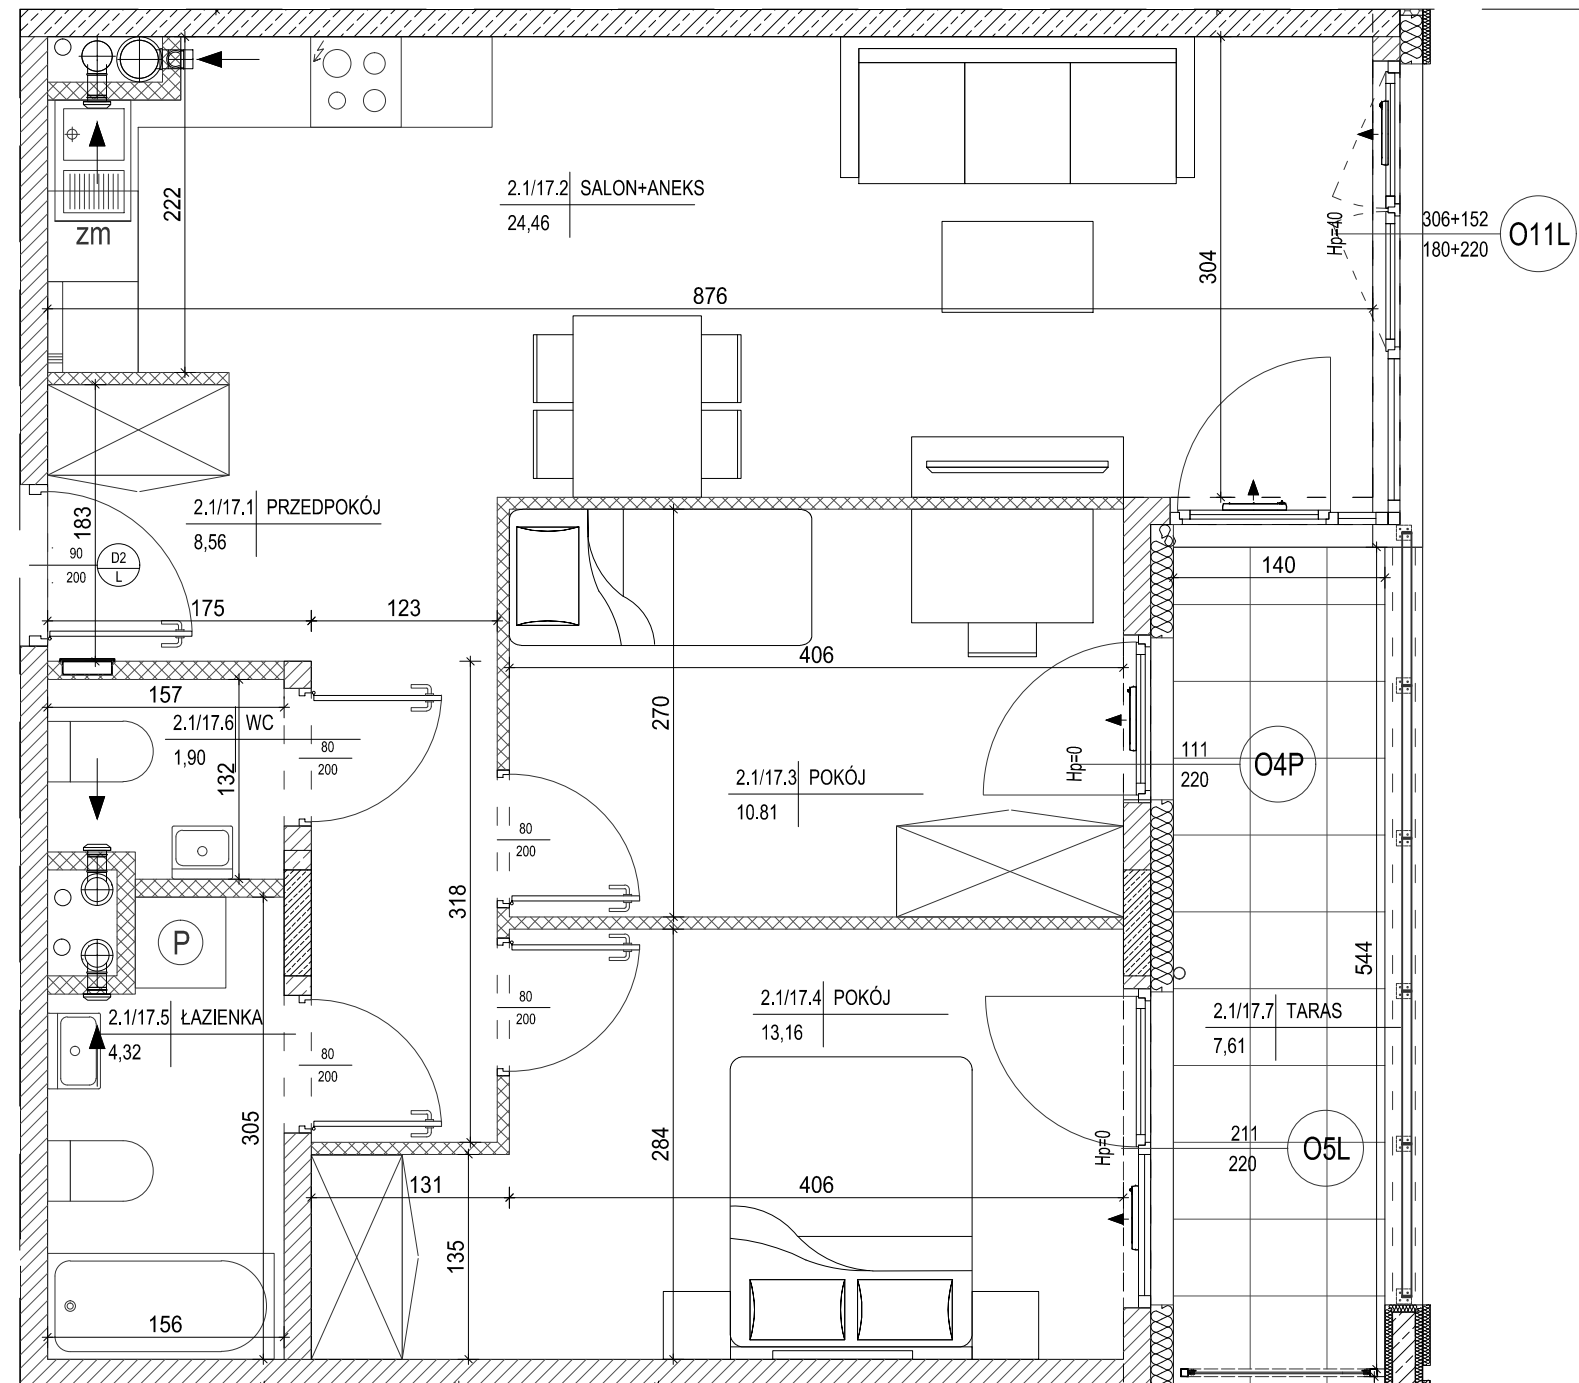 222
2.1/17.2 SALON+ANEKS
24,46
zm
876
304
Hp=40
306+152
180+220
O11L
183
2.1/17.1 PRZEDPOKÓJ
8,56
90
200
D2
L
175
123
140
406
157
2.1/17.6 WC
1,90
132
80
200
270
Hp=0
111
220
O4P
2.1/17.3 POKÓJ
10.81
80
200
318
P
544
80
200
2.1/17.4 POKÓJ
13,16
2.1/17.7 TARAS
7,61
2.1/17.5 ŁAZIENKA
4,32
80
200
305
284
Hp=0
211
220
O5L
131
406
135
156